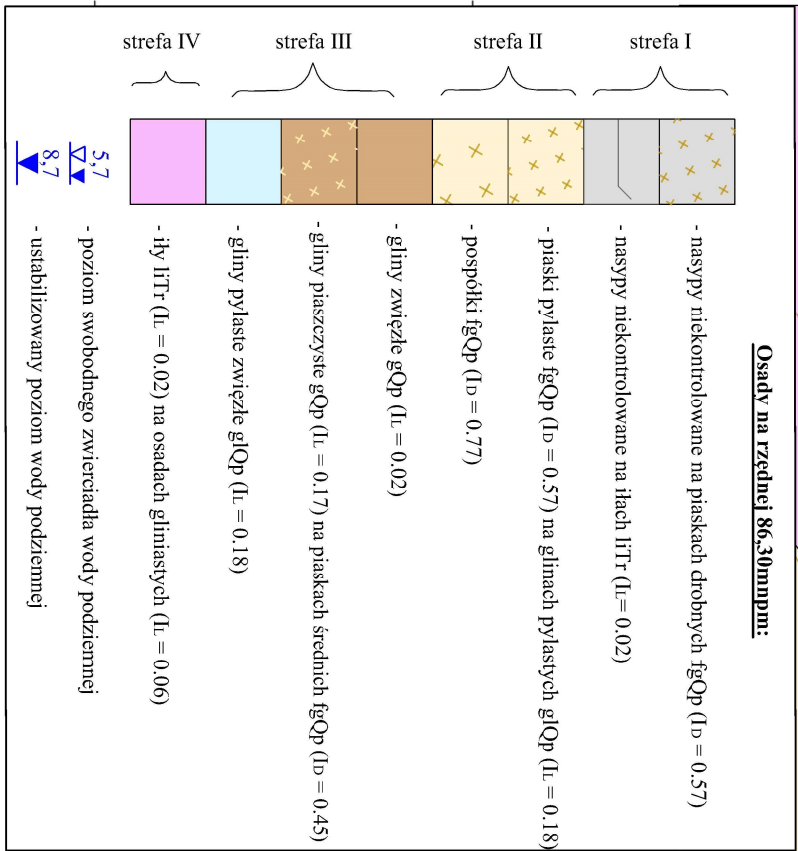 Osady na rzędnej 86,30mnpm:
strefa I
- nasypy niekontrolowane na piaskach drobnych fgQp (ID = 0.57)
- nasypy niekontrolowane na iłach liTr (IL= 0.02)
strefa II
- piaski pylaste fgQp (ID = 0.57) na glinach pylastych glQp (IL = 0.18)
- pospółki fgQp (ID = 0.77)
strefa III
- gliny zwięzłe gQp (IL = 0.02)
- gliny piaszczyste gQp (IL = 0.17) na piaskach średnich fgQp (ID = 0.45)
- gliny pylaste zwięzłe glQp (IL = 0.18)
strefa IV
- iły liTr (IL = 0.02) na osadach gliniastych (IL = 0.06)
5,7
- poziom swobodnego zwierciadła wody podziemnej
8,7
- ustabilizowany poziom wody podziemnej